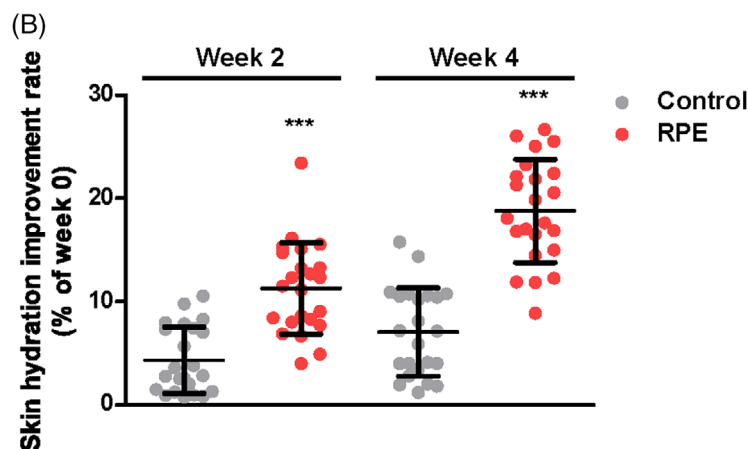 (B)
Week 2
Week 4
Skin hydration improvement rate
(% of week 0)
30
20
10
0
***
***
Control
RPE